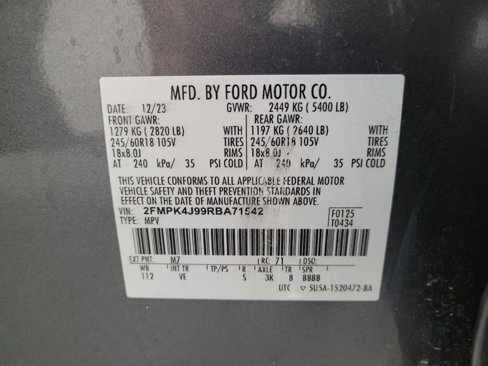 MFD. BY FORD MOTOR CO.
DATE: 12/23 GVWR: 2449 KG ( 5400 LB)
FRONT GAWR: REAR GAWR:
1279 KG ( 2820 LB) WITH 1197 KG ( 2640 LB) WITH
245/60R18 105V TIRES 245/60R18 105V TIRES
18x8.0J RIMS 18x8.0J RIMS
AT 240 kPa/ 35 PSI COLD AT 240 kPa/ 35 PSI COLD
THIS VEHICLE CONFORMS TO ALL APPLICABLE FEDERAL MOTOR
VEHICLE SAFETY AND THEFT PREVENTION STANDARDS IN
EFFECT ON THE DATE OF MANUFACTURE SHOWN ABOVE.
VIN: 2FMPK4J99RBA71542 F0125
TYPE: MPV T0434
EXT PNT: M7 RC: 71 DSO:
WB INT TR TP/PS R AXLE TR SPR
112 VE 5 3K 8 BBBB
UTC 5U5A-1520472-BA